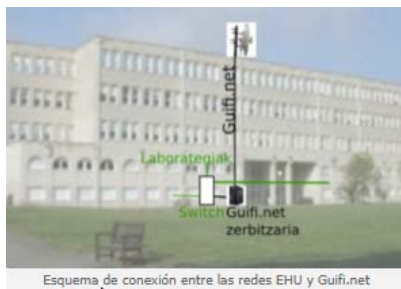 Guifi.net
Laborategiak
Switch Guifi.net
zerbitzaria
Esquema de conexión entre las redes EHU y Guifi.net